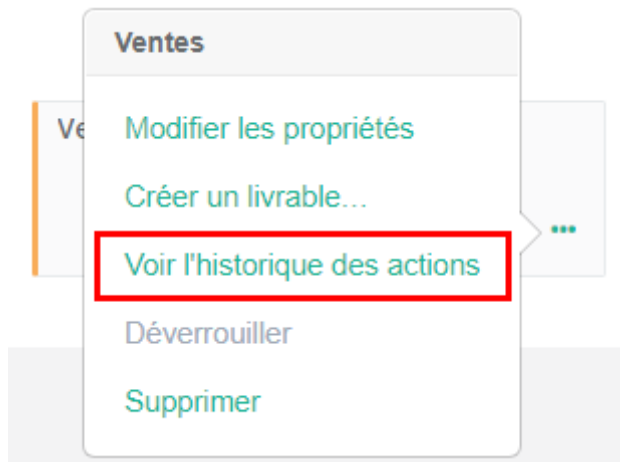 Ventes
Ve
Modifier les propriétés
Créer un livrable...
Voir l'historique des actions
Déverrouiller
Supprimer